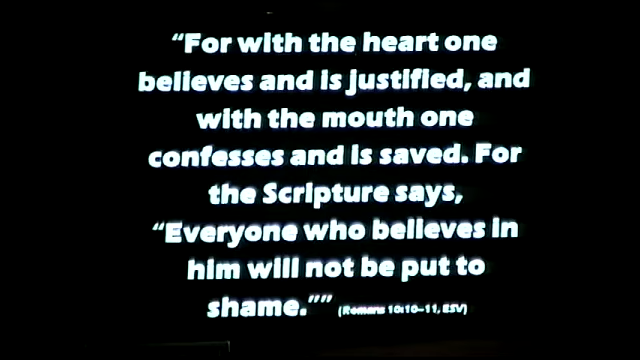 “For with the heart one
believes and is justified, and
with the mouth one
confesses and is saved. For
the Scripture says,
“Everyone who believes in
him will not be put to
shame.”” (Romans 10:10–11, ESV)